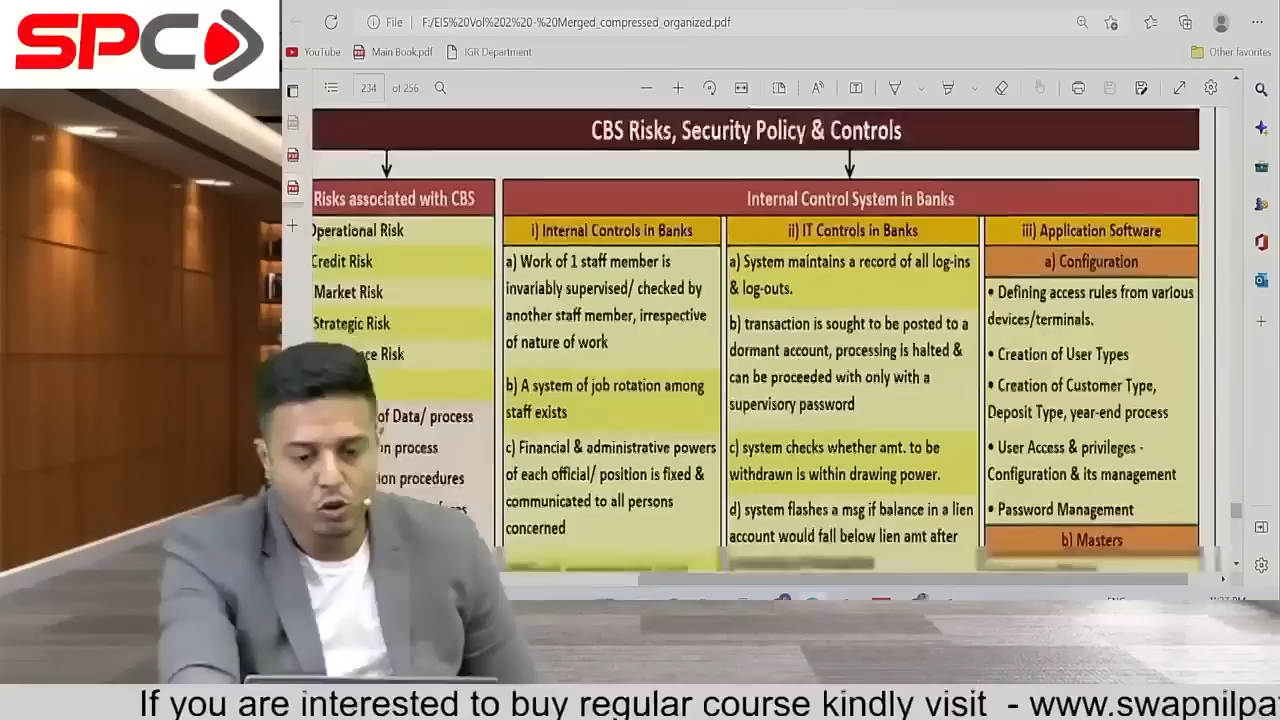 SPC
File
F:/EIS%20Vol%202%20-%20Merged_compressed_organized.pdf
YouTube
Main Book.pdf
IGR Department
Other favorites
234
of 256
CBS Risks, Security Policy & Controls
Risks associated with CBS
Operational Risk
Credit Risk
Market Risk
Strategic Risk
Risk
of Data/ process
process
procedures
Internal Control System in Banks
i) Internal Controls in Banks
a) Work of 1 staff member is
invariably supervised/ checked by
another staff member, irrespective
of nature of work
b) A system of job rotation among
staff exists
c) Financial & administrative powers
of each official/ position is fixed &
communicated to all persons
concerned
ii) IT Controls in Banks
a) System maintains a record of all log-ins
& log-outs.
b) transaction is sought to be posted to a
dormant account, processing is halted &
can be proceeded with only with a
supervisory password
c) system checks whether amt. to be
withdrawn is within drawing power.
d) system flashes a msg if balance in a lien
account would fall below lien amt after
iii) Application Software
a) Configuration
• Defining access rules from various
devices/terminals.
• Creation of User Types
• Creation of Customer Type,
Deposit Type, year-end process
• User Access & privileges -
Configuration & its management
• Password Management
b) Masters
If you are interested to buy regular course kindly visit - www.swapnilpa